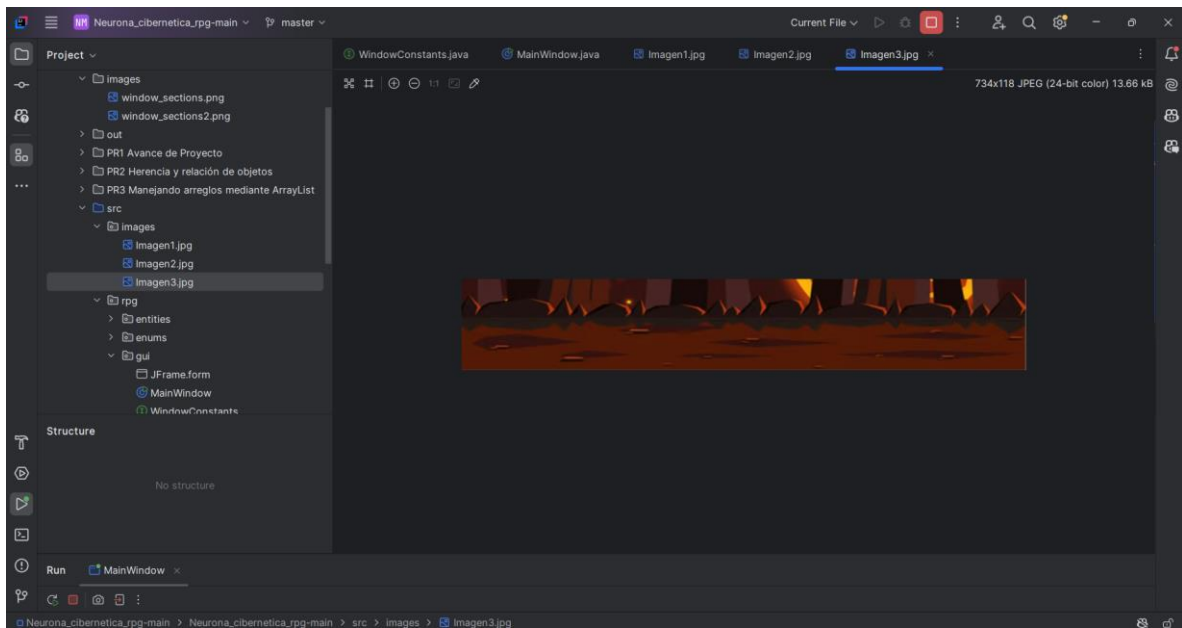 NM Neurona_cibernetica_rpg-main master Current File
Project
WindowConstants.java MainWindow.java Imagen1.jpg Imagen2.jpg Imagen3.jpg
1:1 734x118 JPEG (24-bit color) 13.66 kB
images
window_sections.png
window_sections2.png
out
PR1 Avance de Proyecto
PR2 Herencia y relación de objetos
PR3 Manejando arreglos mediante ArrayList
src
images
Imagen1.jpg
Imagen2.jpg
Imagen3.jpg
rpg
entities
enums
gui
JFrame.form
MainWindow
WindowConstants
Structure
No structure
Run MainWindow
Neurona_cibernetica_rpg-main > Neurona_cibernetica_rpg-main > src > images > Imagen3.jpg